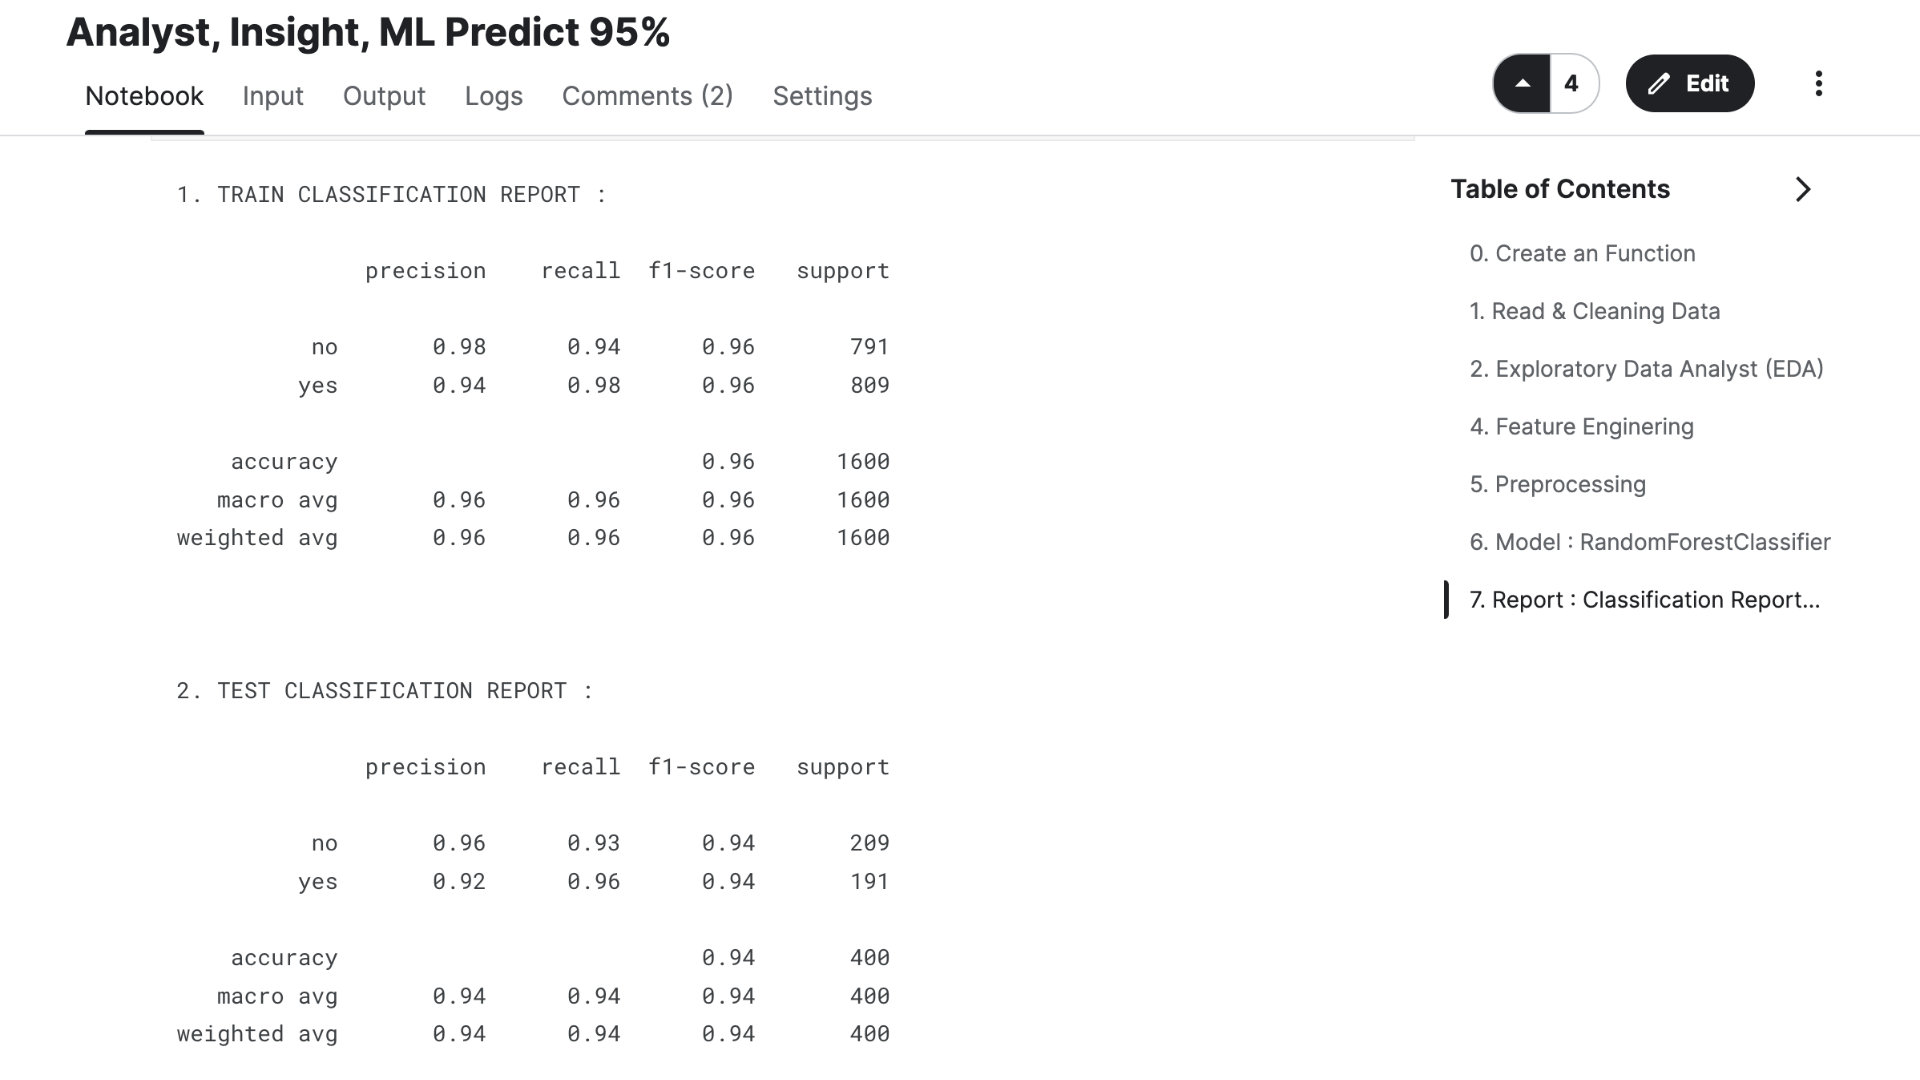 Analyst, Insight, ML Predict 95%
Notebook Input Output Logs Comments (2) Settings
4 Edit
1. TRAIN CLASSIFICATION REPORT :
precision recall f1-score support
no 0.98 0.94 0.96 791
yes 0.94 0.98 0.96 809
accuracy 0.96 1600
macro avg 0.96 0.96 0.96 1600
weighted avg 0.96 0.96 0.96 1600
2. TEST CLASSIFICATION REPORT :
precision recall f1-score support
no 0.96 0.93 0.94 209
yes 0.92 0.96 0.94 191
accuracy 0.94 400
macro avg 0.94 0.94 0.94 400
weighted avg 0.94 0.94 0.94 400
Table of Contents
0. Create an Function
1. Read & Cleaning Data
2. Exploratory Data Analyst (EDA)
4. Feature Enginering
5. Preprocessing
6. Model : RandomForestClassifier
7. Report : Classification Report...